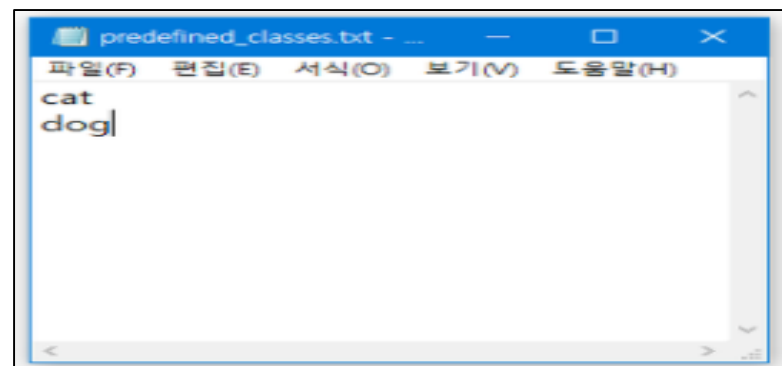 predefined_classes.txt - ...
파일(F) 편집(E) 서식(O) 보기(V) 도움말(H)
cat
dog